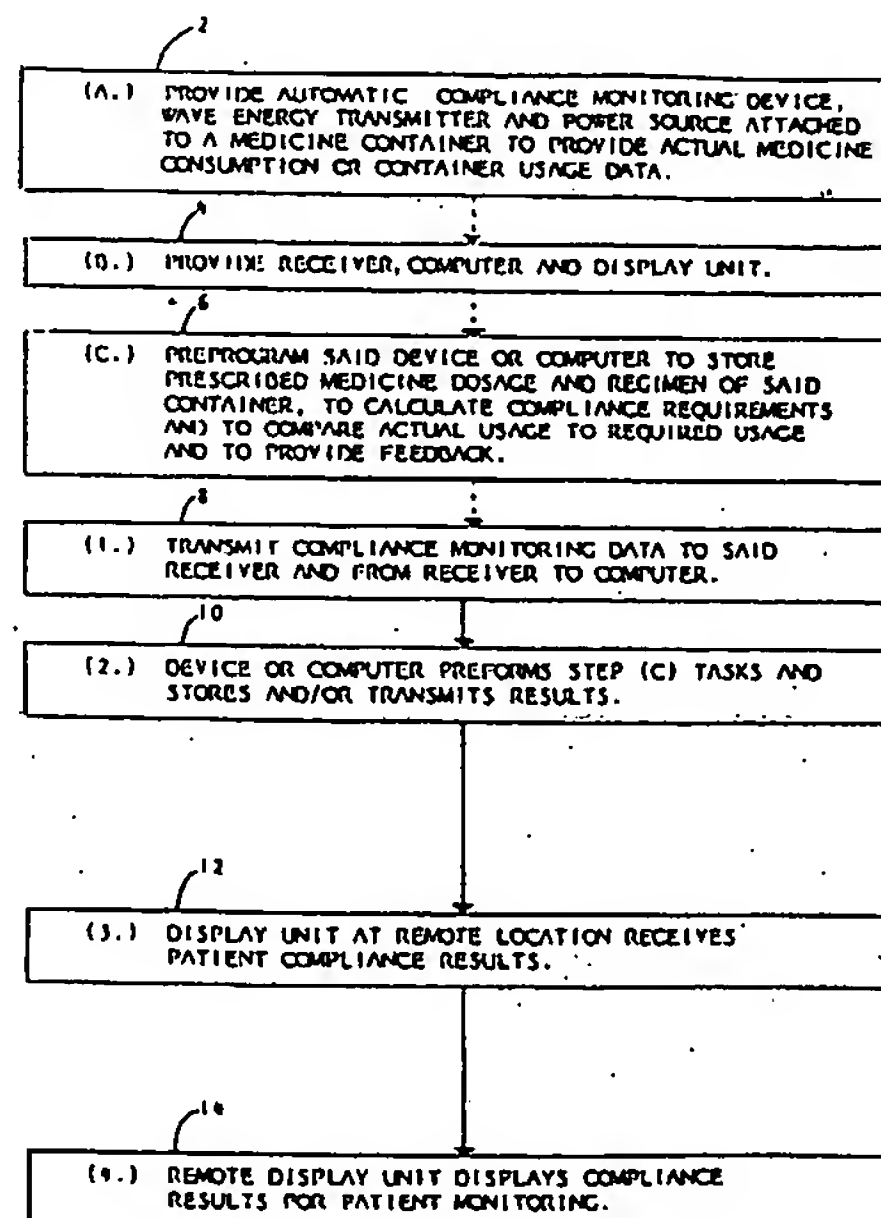 2
(A.) PROVIDE AUTOMATIC COMPLIANCE MONITORING DEVICE,
WAVE ENERGY TRANSMITTER AND POWER SOURCE ATTACHED
TO A MEDICINE CONTAINER TO PROVIDE ACTUAL MEDICINE
CONSUMPTION OR CONTAINER USAGE DATA.
4
(B.) PROVIDE RECEIVER, COMPUTER AND DISPLAY UNIT.
6
(C.) PREPROGRAM SAID DEVICE OR COMPUTER TO STORE
PRESCRIBED MEDICINE DOSAGE AND REGIMEN OF SAID
CONTAINER, TO CALCULATE COMPLIANCE REQUIREMENTS
AND TO COMPARE ACTUAL USAGE TO REQUIRED USAGE
AND TO PROVIDE FEEDBACK.
8
(1.) TRANSMIT COMPLIANCE MONITORING DATA TO SAID
RECEIVER AND FROM RECEIVER TO COMPUTER.
10
(2.) DEVICE OR COMPUTER PREFORMS STEP (C) TASKS AND
STORES AND/OR TRANSMITS RESULTS.
12
(3.) DISPLAY UNIT AT REMOTE LOCATION RECEIVES
PATIENT COMPLIANCE RESULTS.
14
(4.) REMOTE DISPLAY UNIT DISPLAYS COMPLIANCE
RESULTS FOR PATIENT MONITORING.